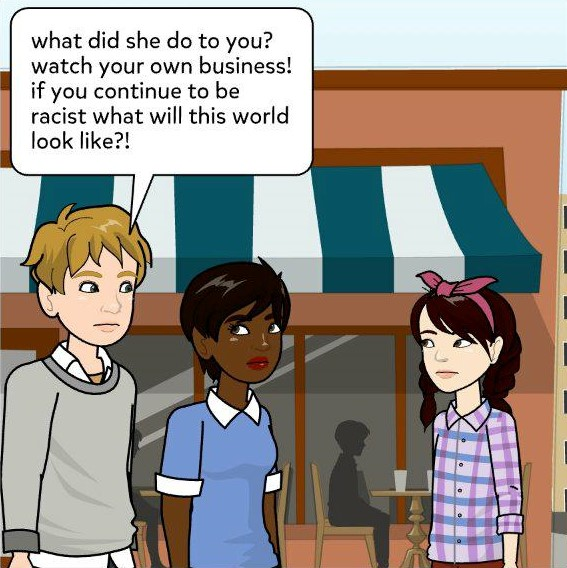 what did she do to you?
watch your own business!
if you continue to be
racist what will this world
look like?!